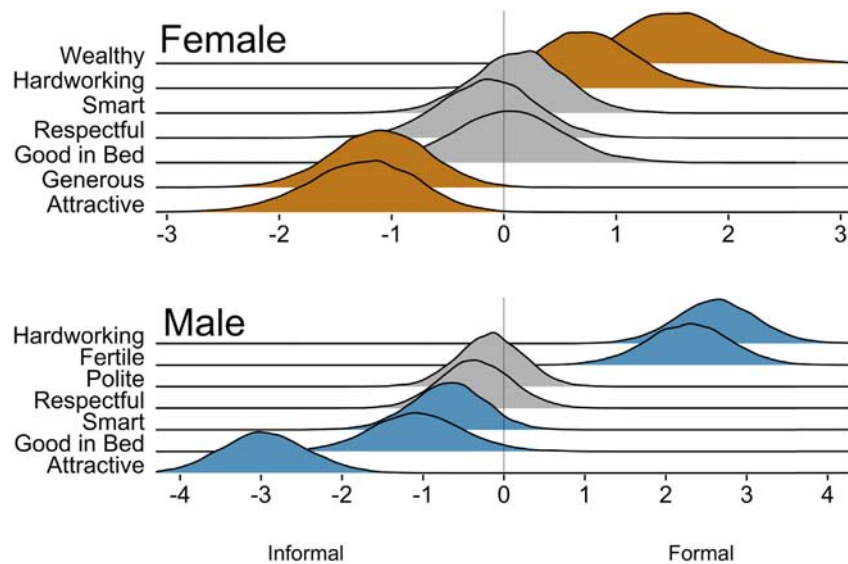 Female
Wealthy
Hardworking
Smart
Respectful
Good in Bed
Generous
Attractive
-3 -2 -1 0 1 2 3
Male
Hardworking
Fertile
Polite
Respectful
Smart
Good in Bed
Attractive
-4 -3 -2 -1 0 1 2 3 4
Informal Formal